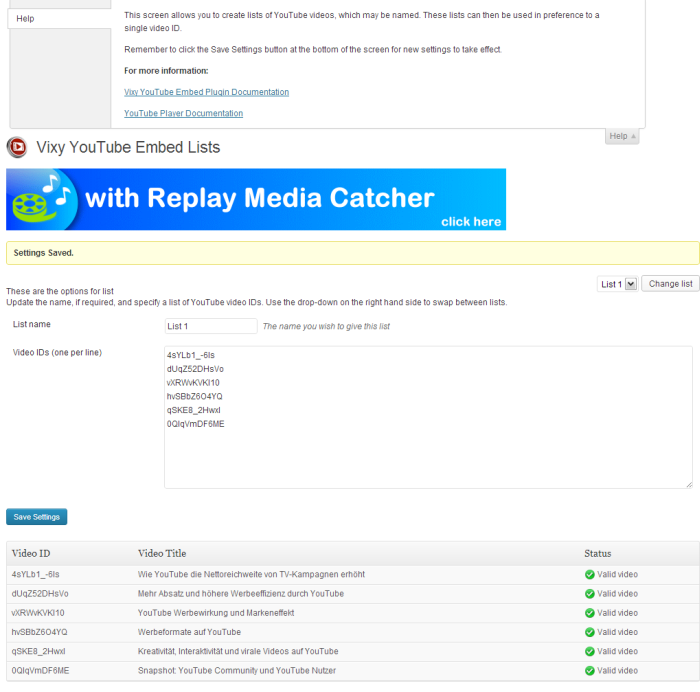 Help
This screen allows you to create lists of YouTube videos, which may be named. These lists can then be used in preference to a
single video ID.
Remember to click the Save Settings button at the bottom of the screen for new settings to take effect.
For more information:
Vixy YouTube Embed Plugin Documentation
YouTube Player Documentation
Help
Vixy YouTube Embed Lists
with Replay Media Catcher
click here
Settings Saved.
List 1 Change list
These are the options for list
Update the name, if required, and specify a list of YouTube video IDs. Use the drop-down on the right hand side to swap between lists.
List name List 1 The name you wish to give this list
Video IDs (one per line)
4sYLb1_-6Is
dUqZ52DHsVo
vXRWvKVKI10
hvSBbZ6O4YQ
qSKE8_2HwxI
0QIqVmDF6ME
Save Settings
Video ID Video Title Status
4sYLb1_-6Is Wie YouTube die Nettoreichweite von TV-Kampagnen erhöht Valid video
dUqZ52DHsVo Mehr Absatz und höhere Werbeeffizienz durch YouTube Valid video
vXRWvKVKI10 YouTube Werbewirkung und Markeneffekt Valid video
hvSBbZ6O4YQ Werbeformate auf YouTube Valid video
qSKE8_2HwxI Kreativität, Interaktivität und virale Videos auf YouTube Valid video
0QIqVmDF6ME Snapshot: YouTube Community und YouTube Nutzer Valid video